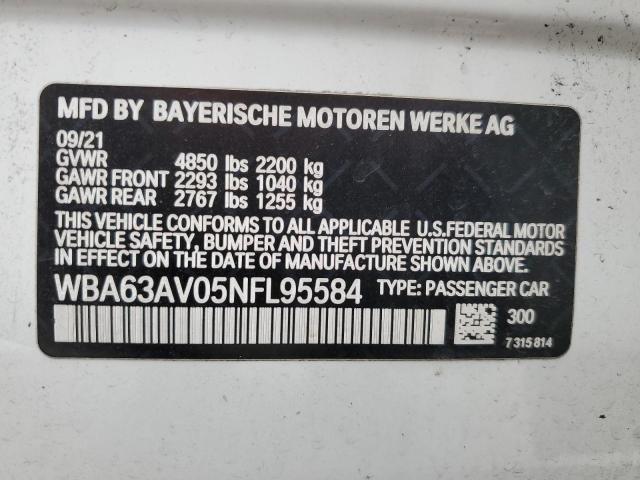 MFD BY BAYERISCHE MOTOREN WERKE AG
09/21
GVWR 4850 lbs 2200 kg
GAWR FRONT 2293 lbs 1040 kg
GAWR REAR 2767 lbs 1255 kg
THIS VEHICLE CONFORMS TO ALL APPLICABLE U.S.FEDERAL MOTOR
VEHICLE SAFETY, BUMPER AND THEFT PREVENTION STANDARDS
IN EFFECT ON THE DATE OF MANUFACTURE SHOWN ABOVE.
WBA63AV05NFL95584 TYPE: PASSENGER CAR
300
7 315 814